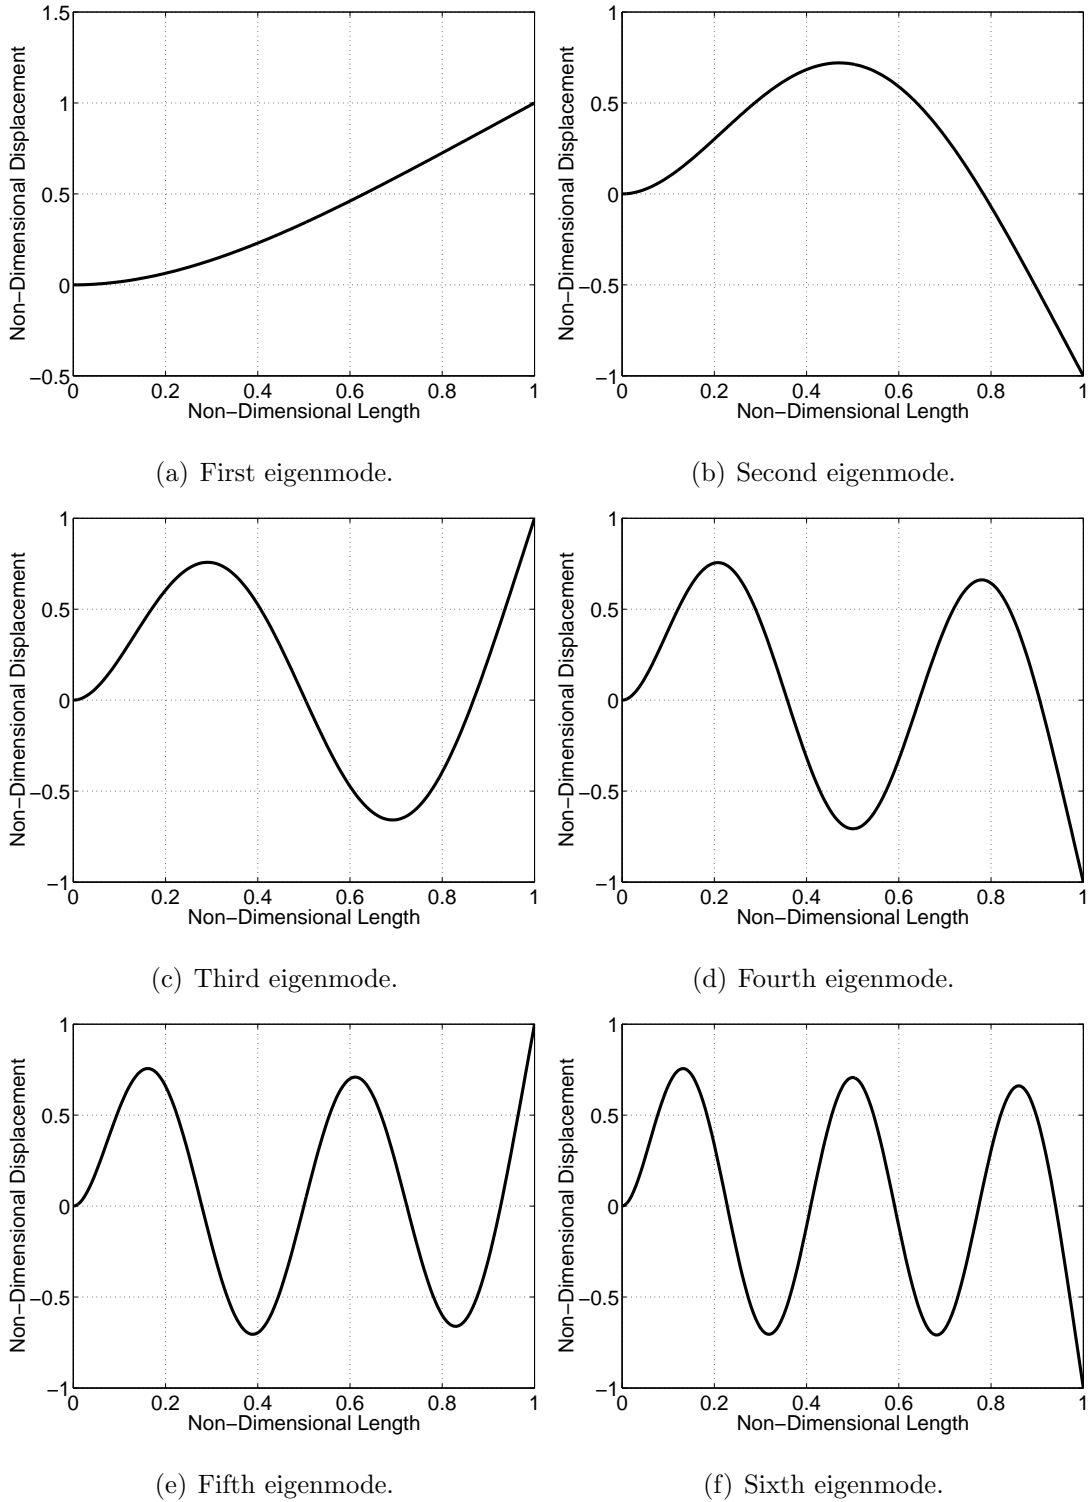 1.5
1
0.5
0
−0.5
0 0.2 0.4 0.6 0.8 1
Non−Dimensional Length
Non−Dimensional Displacement
(a) First eigenmode.
1
0.5
0
−0.5
−1
0 0.2 0.4 0.6 0.8 1
Non−Dimensional Length
Non−Dimensional Displacement
(b) Second eigenmode.
1
0.5
0
−0.5
−1
0 0.2 0.4 0.6 0.8 1
Non−Dimensional Length
Non−Dimensional Displacement
(c) Third eigenmode.
1
0.5
0
−0.5
−1
0 0.2 0.4 0.6 0.8 1
Non−Dimensional Length
Non−Dimensional Displacement
(d) Fourth eigenmode.
1
0.5
0
−0.5
−1
0 0.2 0.4 0.6 0.8 1
Non−Dimensional Length
Non−Dimensional Displacement
(e) Fifth eigenmode.
1
0.5
0
−0.5
−1
0 0.2 0.4 0.6 0.8 1
Non−Dimensional Length
Non−Dimensional Displacement
(f) Sixth eigenmode.